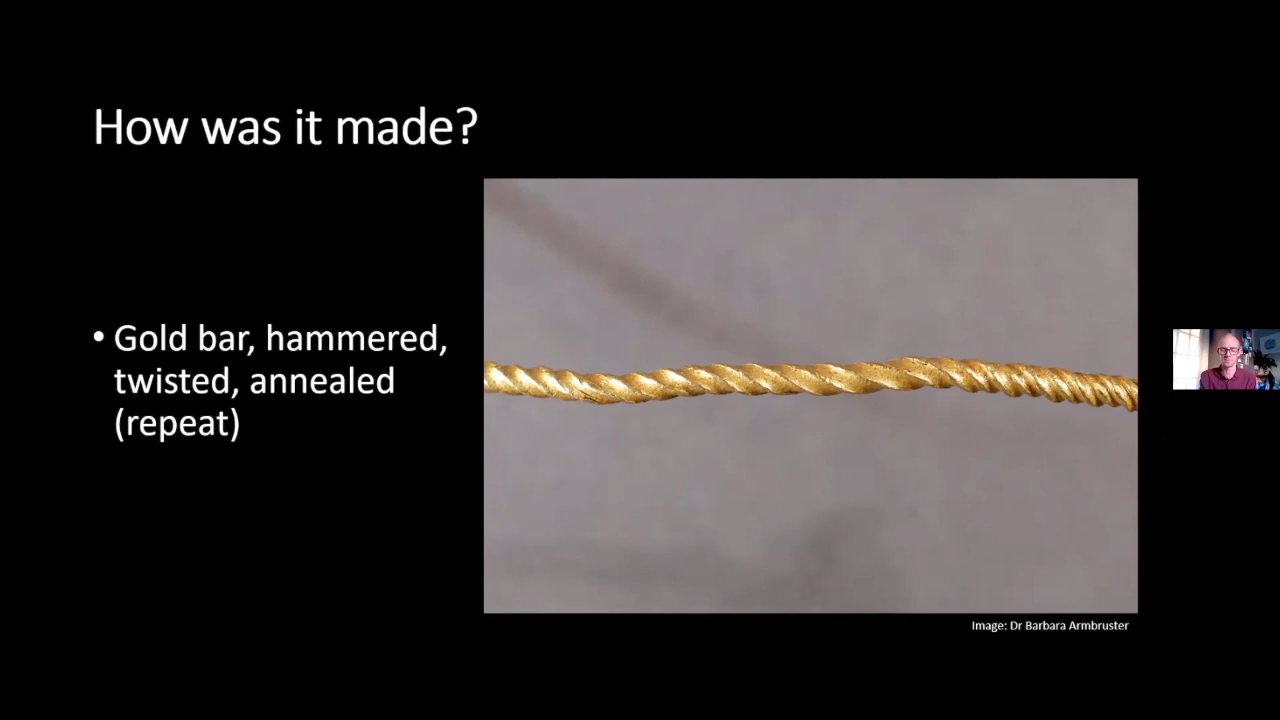 How was it made?
• Gold bar, hammered,
twisted, annealed
(repeat)
Image: Dr Barbara Armbruster